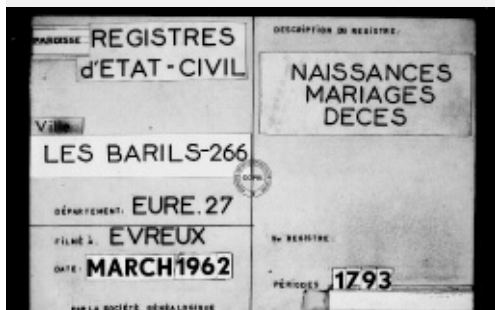 PAROISSE REGISTRES
d'ETAT-CIVIL
Ville
LES BARILS-266
DÉPARTEMENT: EURE.27
FILMÉ À: EVREUX
DATE: MARCH 1962
PAR LA SOCIÉTÉ GÉNÉALOGIQUE
DESCRIPTION DU REGISTRE:
NAISSANCES
MARIAGES
DECES
No REGISTRE:
PÉRIODES 1793